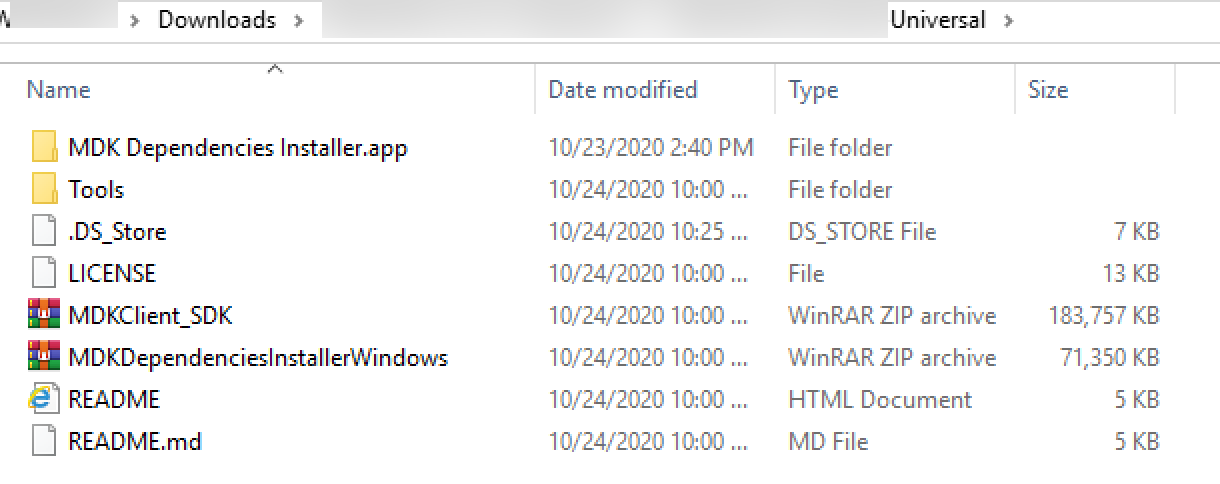 Downloads > Universal >
Name Date modified Type Size
MDK Dependencies Installer.app 10/23/2020 2:40 PM File folder
Tools 10/24/2020 10:00 ... File folder
.DS_Store 10/24/2020 10:25 ... DS_STORE File 7 KB
LICENSE 10/24/2020 10:00 ... File 13 KB
MDKClient_SDK 10/24/2020 10:00 ... WinRAR ZIP archive 183,757 KB
MDKDependenciesInstallerWindows 10/24/2020 10:00 ... WinRAR ZIP archive 71,350 KB
README 10/24/2020 10:00 ... HTML Document 5 KB
README.md 10/24/2020 10:00 ... MD File 5 KB